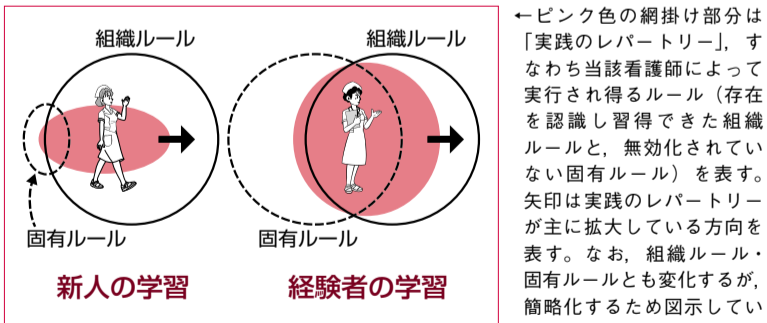 組織ルール
組織ルール
固有ルール
固有ルール
新人の学習
経験者の学習
←ピンク色の網掛け部分は
「実践のレパートリー」，す
なわち当該看護師によって
実行され得るルール（存在
を認識し習得できた組織
ルールと，無効化されてい
ない固有ルール）を表す。
矢印は実践のレパートリー
が主に拡大している方向を
表す。なお，組織ルール・
固有ルールとも変化するが，
簡略化するため図示してい